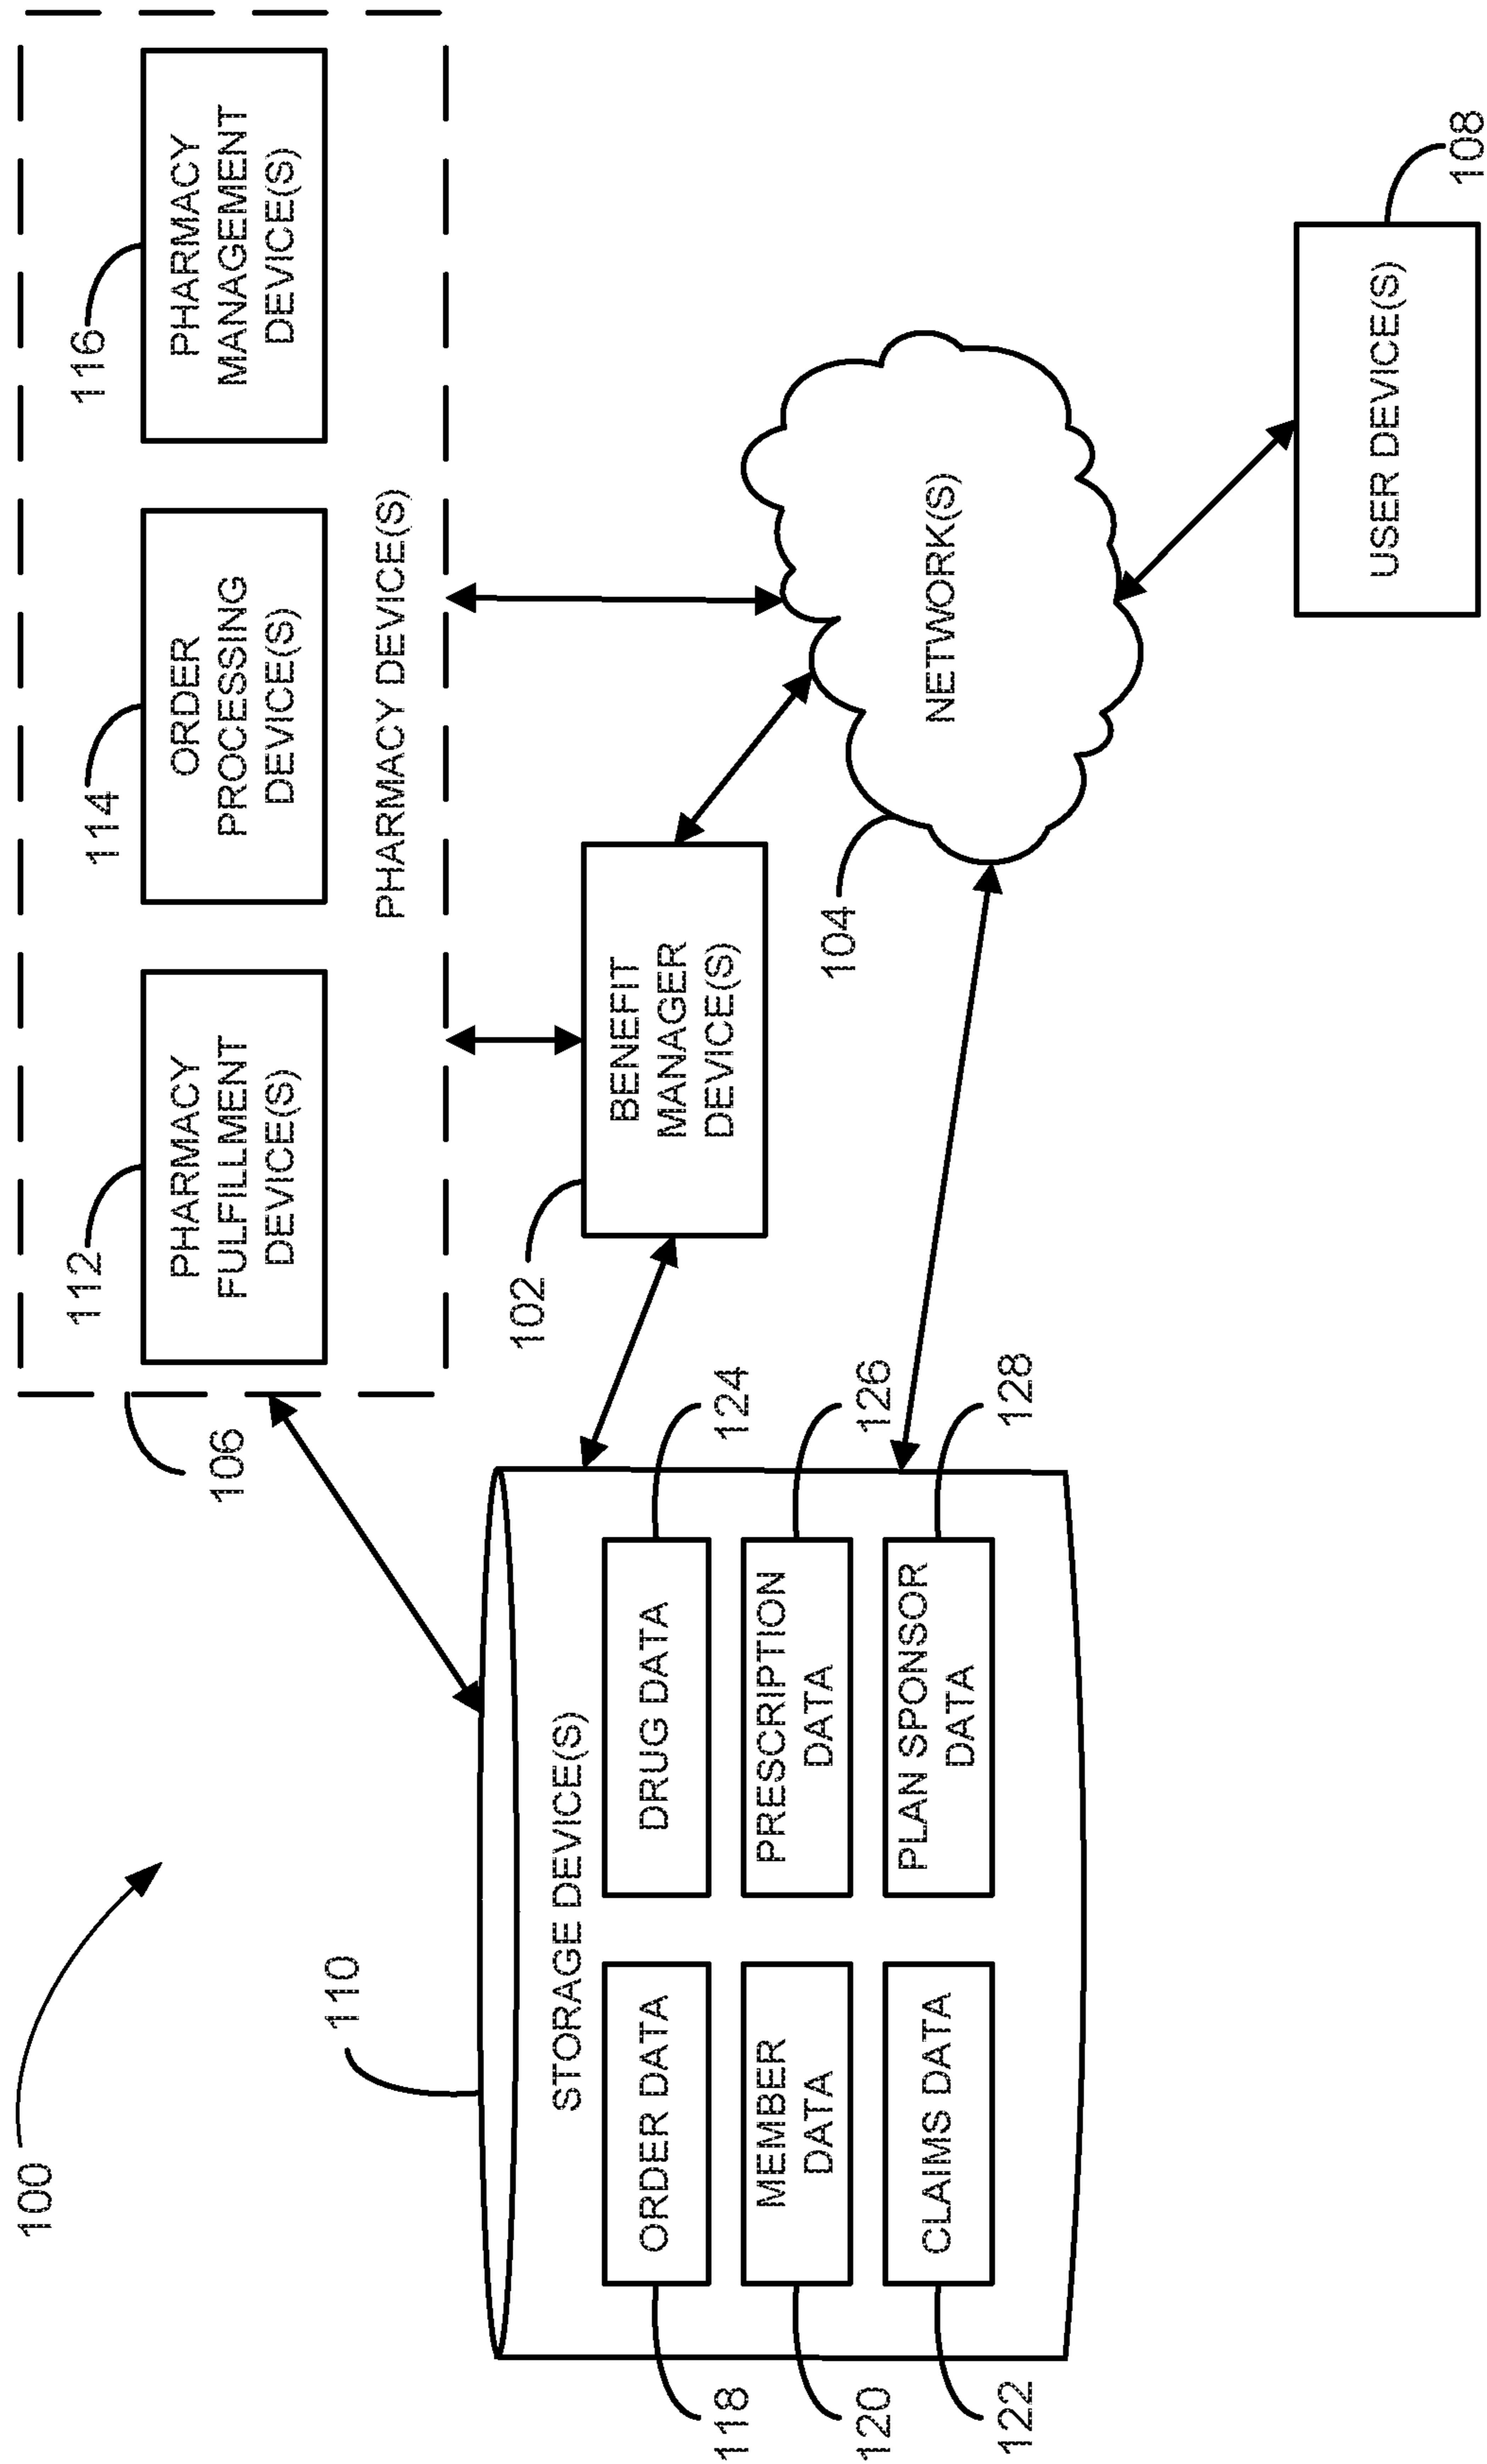 100
110
STORAGE DEVICE(S)
118
ORDER DATA
DRUG DATA
124
120
MEMBER
DATA
PRESCRIPTION
DATA
126
122
CLAIMS DATA
PLAN SPONSOR
DATA
128
106
112
PHARMACY
FULFILLMENT
DEVICE(S)
114
ORDER
PROCESSING
DEVICE(S)
116
PHARMACY
MANAGEMENT
DEVICE(S)
PHARMACY DEVICE(S)
102
BENEFIT
MANAGER
DEVICE(S)
104
NETWORK(S)
USER DEVICE(S)
108